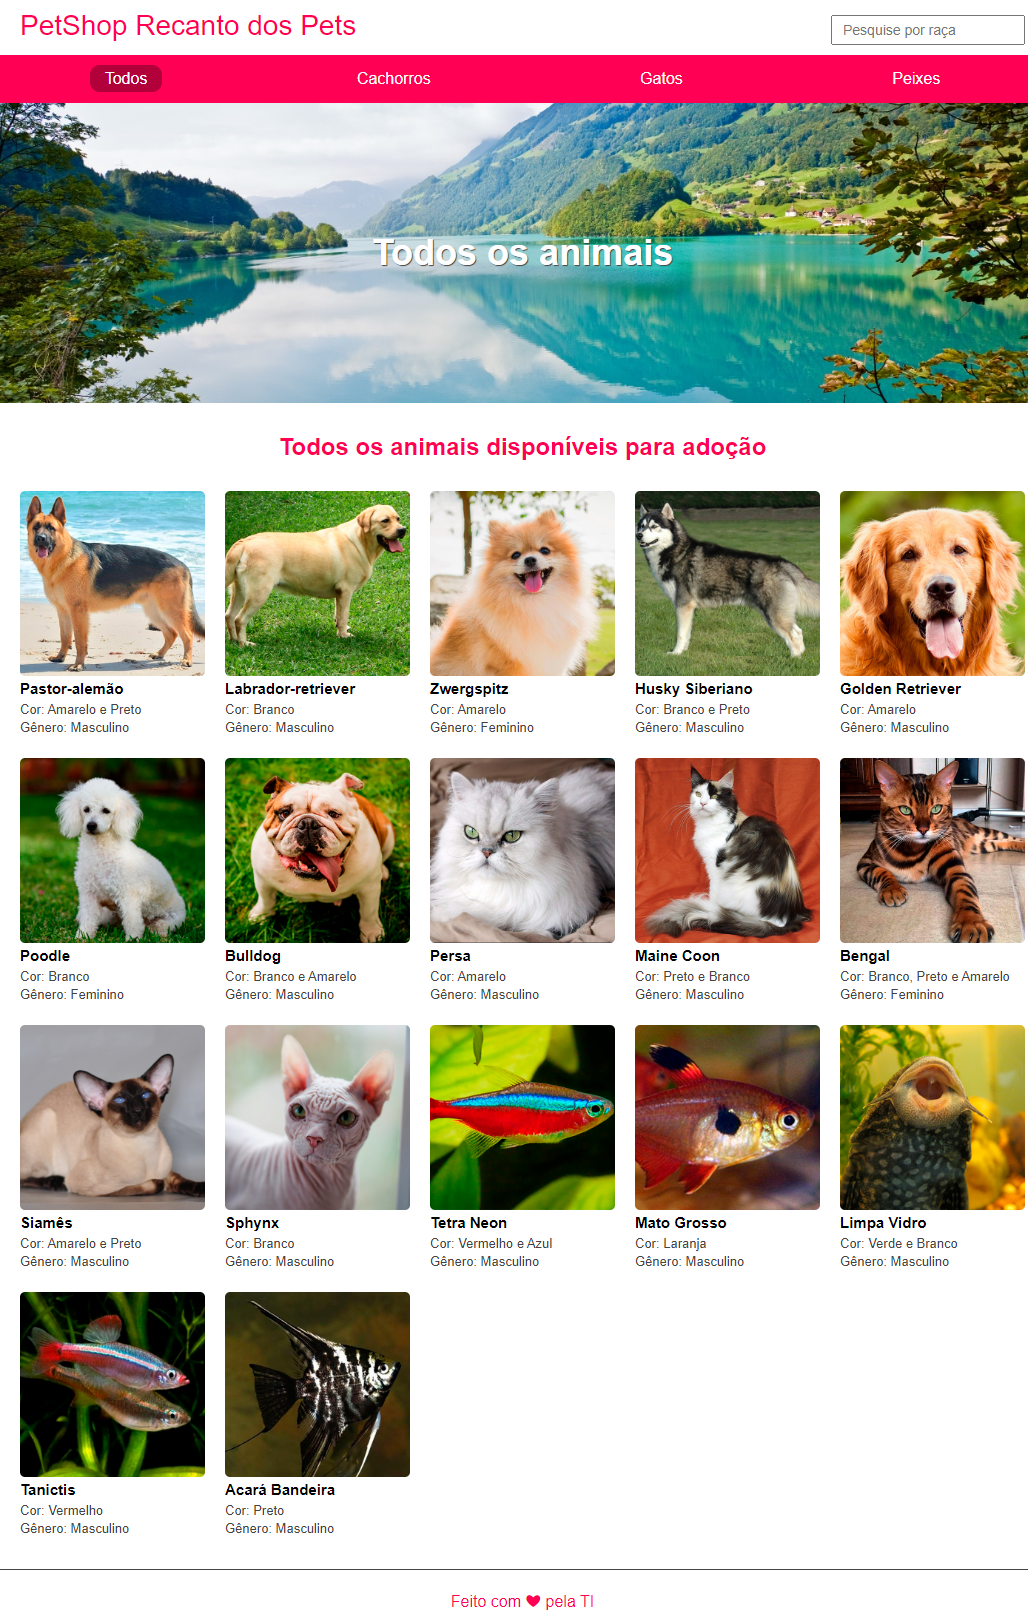 PetShop Recanto dos Pets
Pesquise por raça
Todos Cachorros Gatos Peixes
Todos os animais
Todos os animais disponíveis para adoção
Pastor-alemão
Cor: Amarelo e Preto
Gênero: Masculino
Labrador-retriever
Cor: Branco
Gênero: Masculino
Zwergspitz
Cor: Amarelo
Gênero: Feminino
Husky Siberiano
Cor: Branco e Preto
Gênero: Masculino
Golden Retriever
Cor: Amarelo
Gênero: Masculino
Poodle
Cor: Branco
Gênero: Feminino
Bulldog
Cor: Branco e Amarelo
Gênero: Masculino
Persa
Cor: Amarelo
Gênero: Masculino
Maine Coon
Cor: Preto e Branco
Gênero: Masculino
Bengal
Cor: Branco, Preto e Amarelo
Gênero: Feminino
Siamês
Cor: Amarelo e Preto
Gênero: Masculino
Sphynx
Cor: Branco
Gênero: Masculino
Tetra Neon
Cor: Vermelho e Azul
Gênero: Masculino
Mato Grosso
Cor: Laranja
Gênero: Masculino
Limpa Vidro
Cor: Verde e Branco
Gênero: Masculino
Tanictis
Cor: Vermelho
Gênero: Masculino
Acará Bandeira
Cor: Preto
Gênero: Masculino
Feito com ❤ pela TI